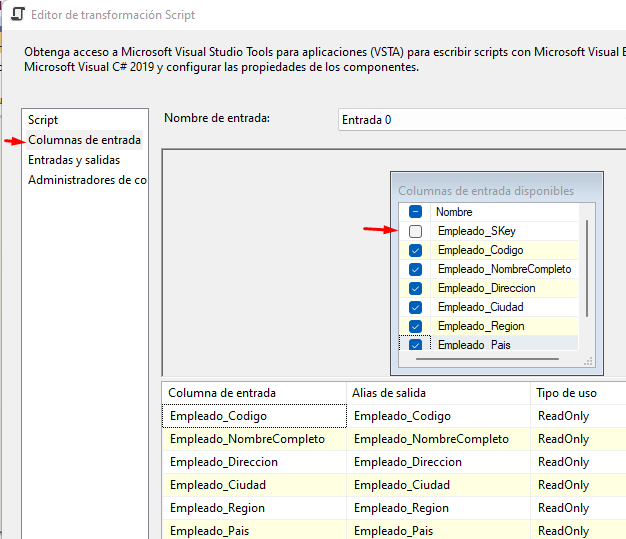 Editor de transformación Script
Obtenga acceso a Microsoft Visual Studio Tools para aplicaciones (VSTA) para escribir scripts con Microsoft Visual
Microsoft Visual C# 2019 y configurar las propiedades de los componentes.
Script
Columnas de entrada
Entradas y salidas
Administradores de co
Nombre de entrada: Entrada 0
Columnas de entrada disponibles
Nombre
Empleado_SKey
Empleado_Codigo
Empleado_NombreCompleto
Empleado_Direccion
Empleado_Ciudad
Empleado_Region
Empleado_Pais
Columna de entrada Alias de salida Tipo de uso
Empleado_Codigo Empleado_Codigo ReadOnly
Empleado_NombreCompleto Empleado_NombreCompleto ReadOnly
Empleado_Direccion Empleado_Direccion ReadOnly
Empleado_Ciudad Empleado_Ciudad ReadOnly
Empleado_Region Empleado_Region ReadOnly
Empleado_Pais Empleado_Pais ReadOnly